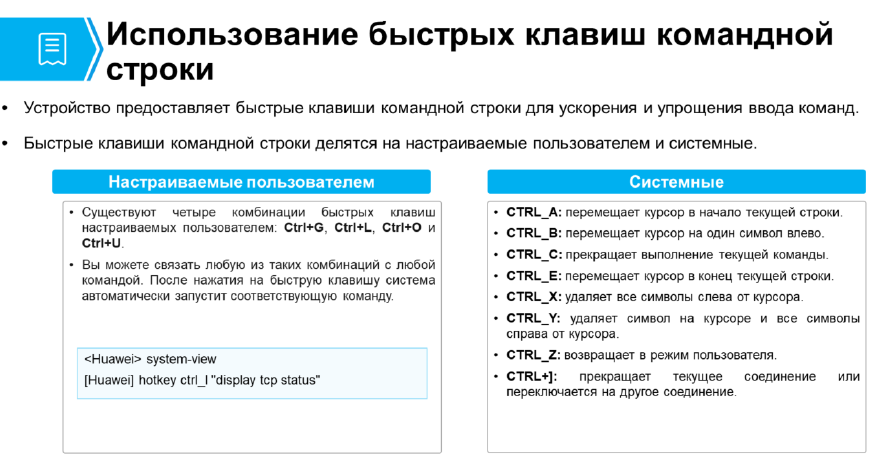 Использование быстрых клавиш командной
строки
• Устройство предоставляет быстрые клавиши командной строки для ускорения и упрощения ввода команд.
• Быстрые клавиши командной строки делятся на настраиваемые пользователем и системные.
Настраиваемые пользователем
• Существуют четыре комбинации быстрых клавиш
настраиваемых пользователем: Ctrl+G, Ctrl+L, Ctrl+O и
Ctrl+U.
• Вы можете связать любую из таких комбинаций с любой
командой. После нажатия на быструю клавишу система
автоматически запустит соответствующую команду.
<Huawei> system-view
[Huawei] hotkey ctrl_l "display tcp status"
Системные
• CTRL_A: перемещает курсор в начало текущей строки.
• CTRL_B: перемещает курсор на один символ влево.
• CTRL_C: прекращает выполнение текущей команды.
• CTRL_E: перемещает курсор в конец текущей строки.
• CTRL_X: удаляет все символы слева от курсора.
• CTRL_Y: удаляет символ на курсоре и все символы
справа от курсора.
• CTRL_Z: возвращает в режим пользователя.
• CTRL+]: прекращает текущее соединение или
переключается на другое соединение.